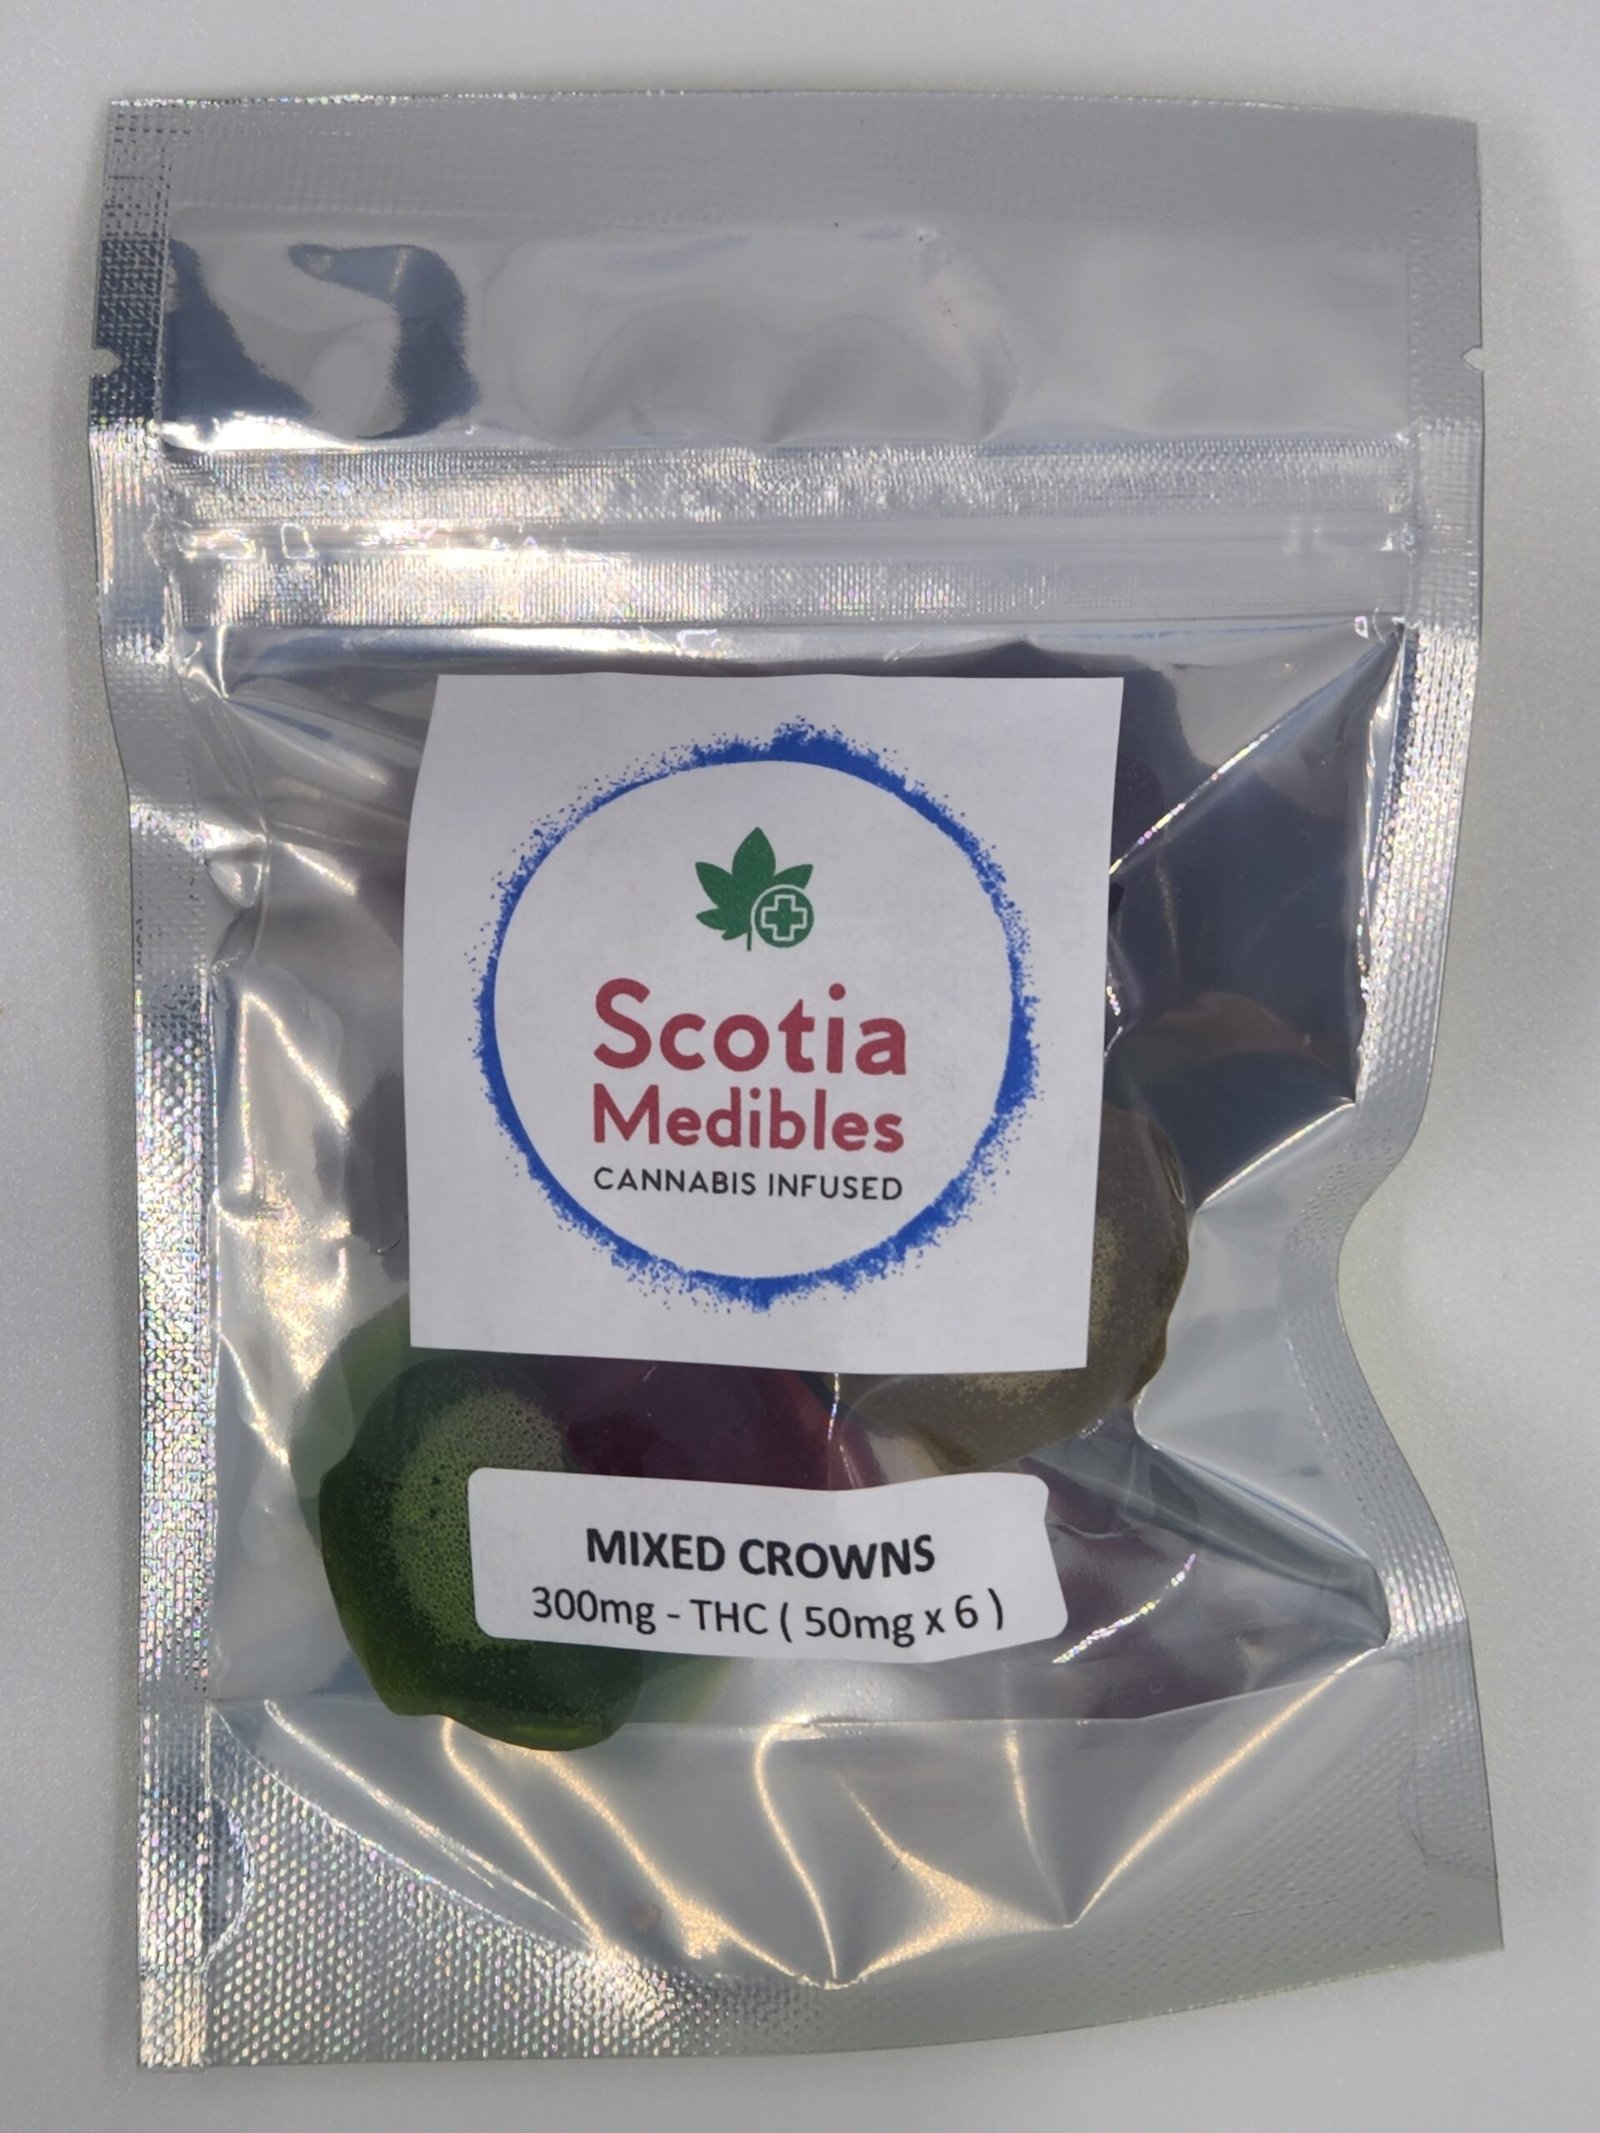 Scotia
Medibles
CANNABIS INFUSED
MIXED CROWNS
300mg - THC ( 50mg x 6 )